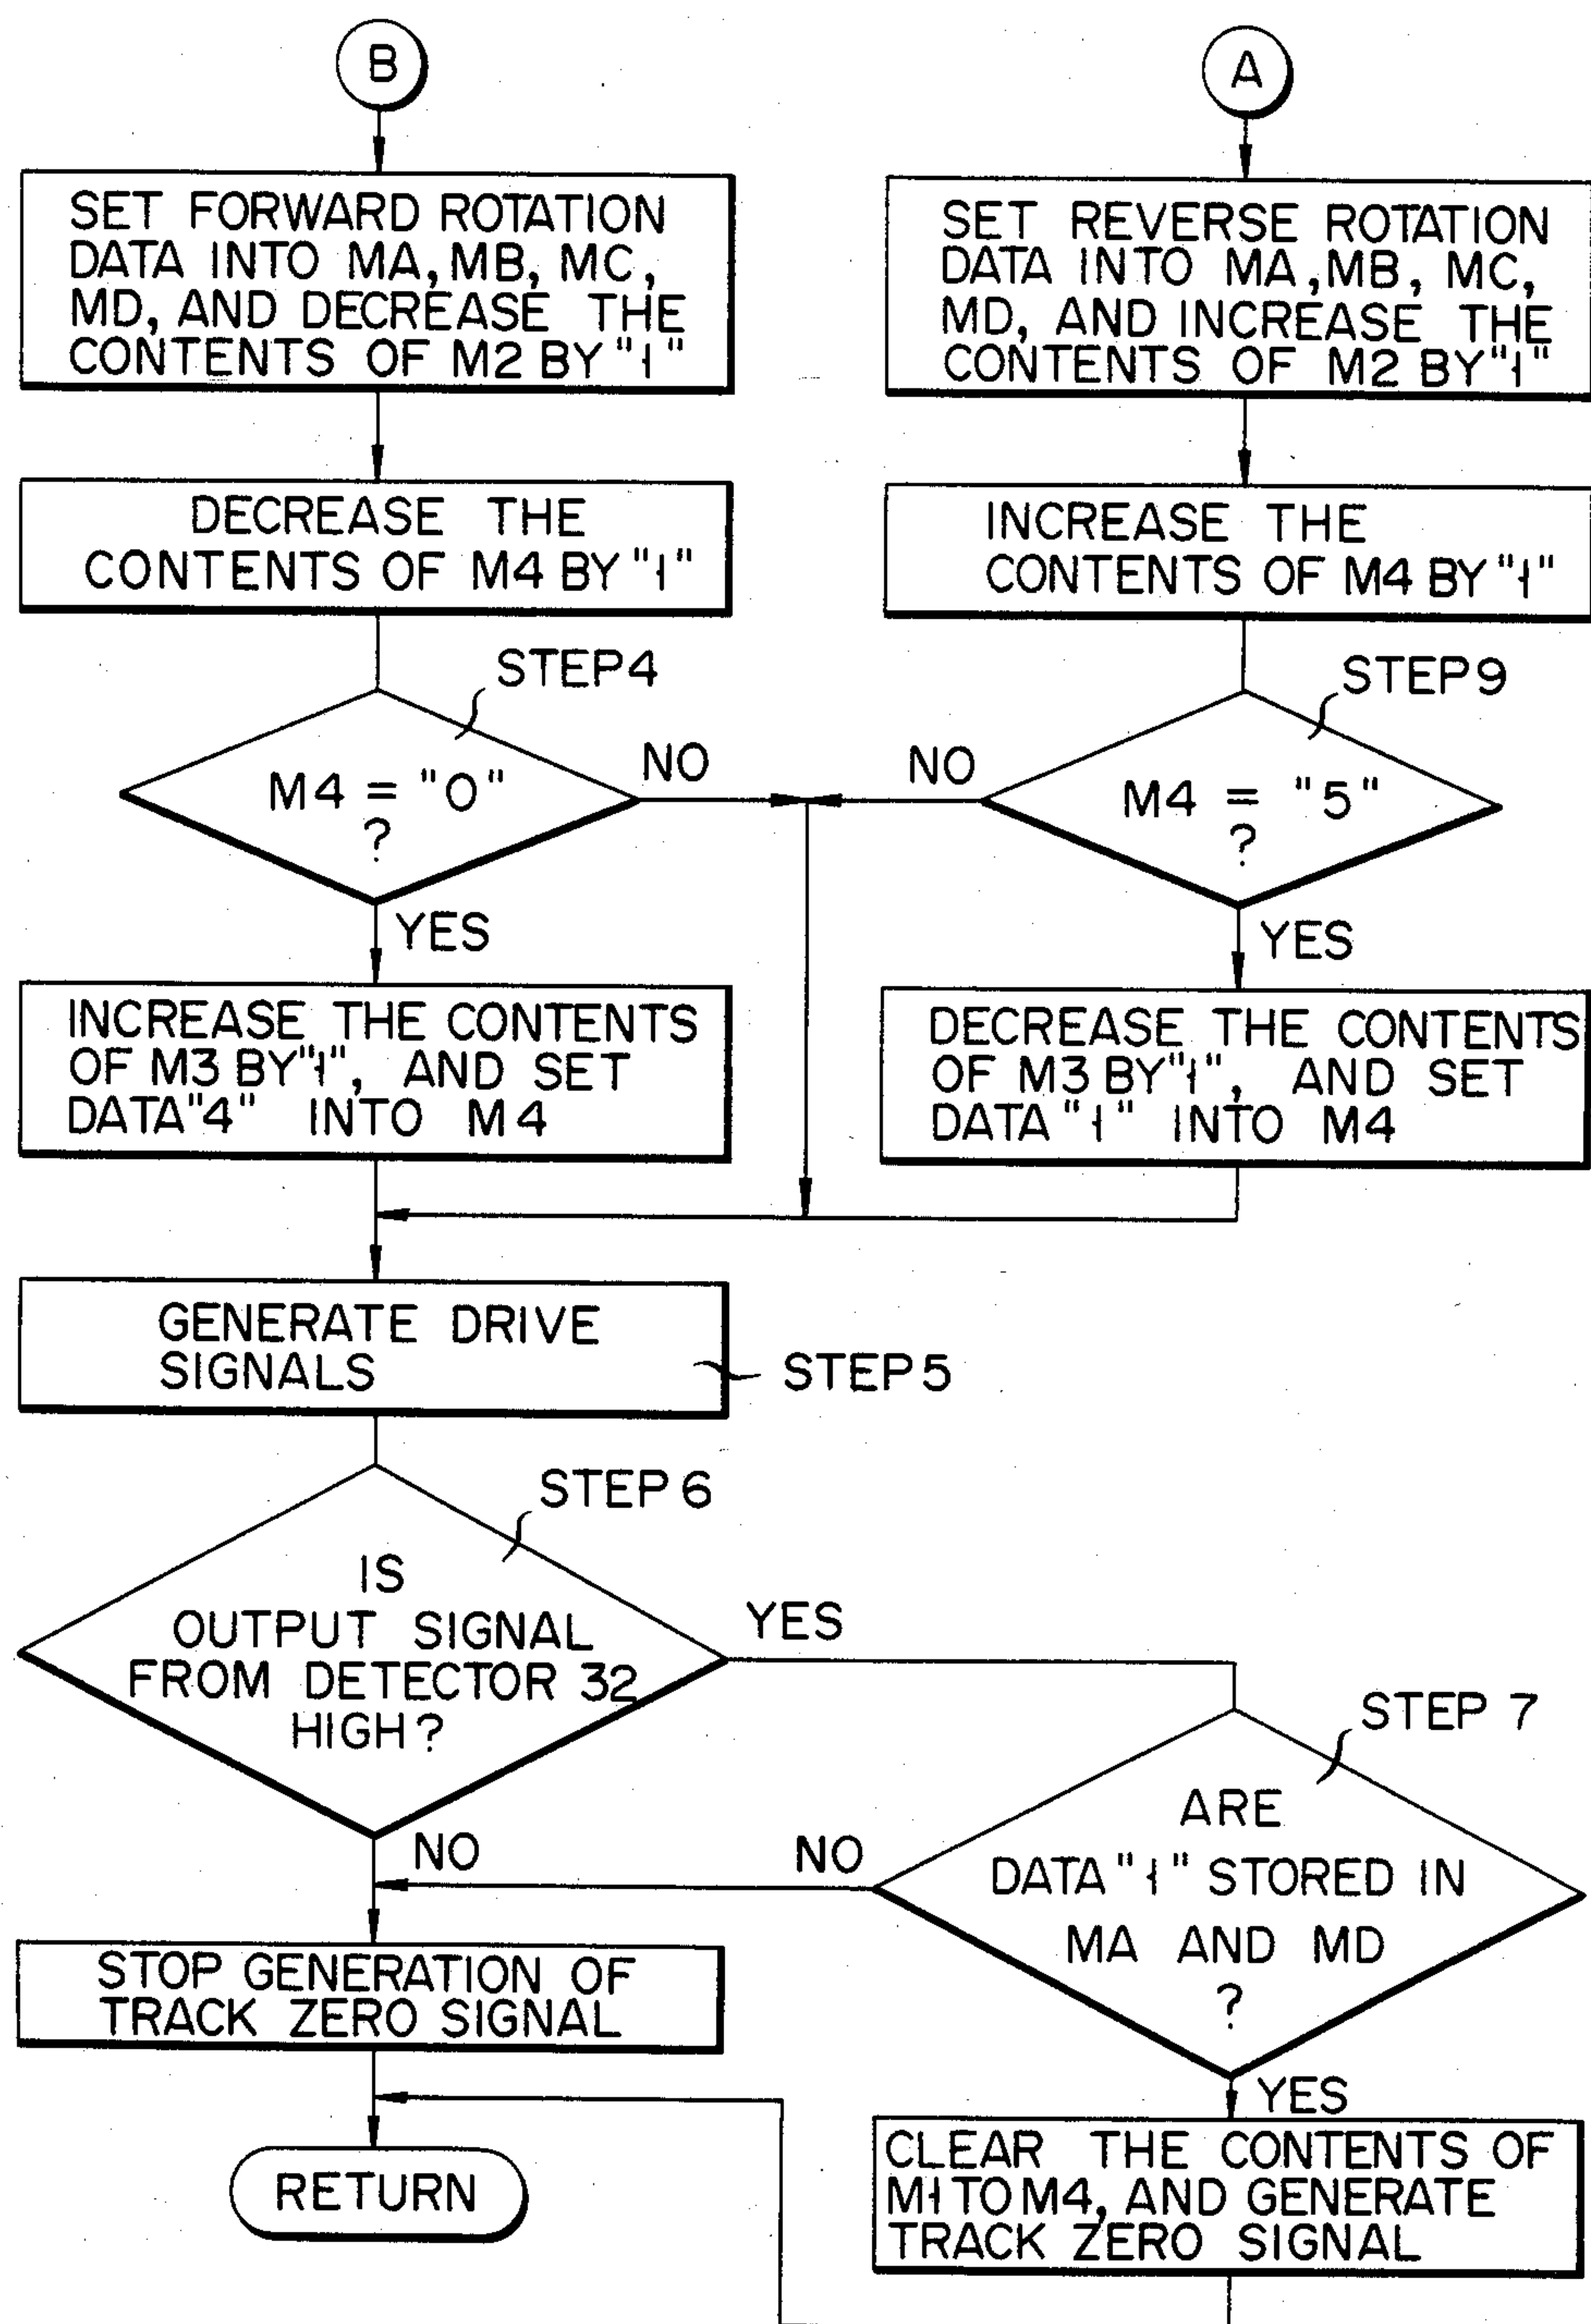 B
SET FORWARD ROTATION
DATA INTO MA, MB, MC,
MD, AND DECREASE THE
CONTENTS OF M2 BY "1"
DECREASE THE
CONTENTS OF M4 BY "1"
STEP4
M4 = "0"
?
NO
YES
INCREASE THE CONTENTS
OF M3 BY "1", AND SET
DATA "4" INTO M4
A
SET REVERSE ROTATION
DATA INTO MA, MB, MC,
MD, AND INCREASE THE
CONTENTS OF M2 BY "1"
INCREASE THE
CONTENTS OF M4 BY "1"
STEP9
M4 = "5"
?
NO
YES
DECREASE THE CONTENTS
OF M3 BY "1", AND SET
DATA "1" INTO M4
GENERATE DRIVE
SIGNALS
STEP5
STEP 6
IS
OUTPUT SIGNAL
FROM DETECTOR 32
HIGH?
YES
NO
STEP 7
ARE
DATA "1" STORED IN
MA AND MD
?
NO
YES
STOP GENERATION OF
TRACK ZERO SIGNAL
RETURN
CLEAR THE CONTENTS OF
M1 TO M4, AND GENERATE
TRACK ZERO SIGNAL